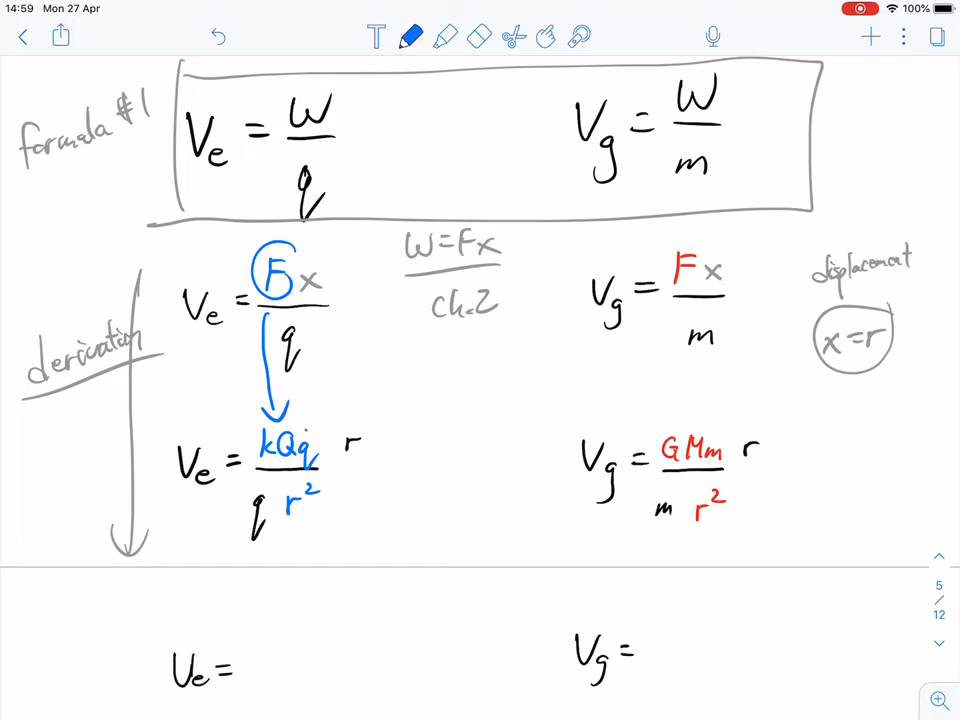 14:59 Mon 27 Apr 100%
T
formula #1
Ve = W/q
Vg = W/m
W=Fx
ch.2
Ve = Fx/q
Vg = Fx/m
displacement
x=r
derivation
Ve = kQq/q r² r
Vg = GMm/m r² r
5
/
12
Ve =
Vg =